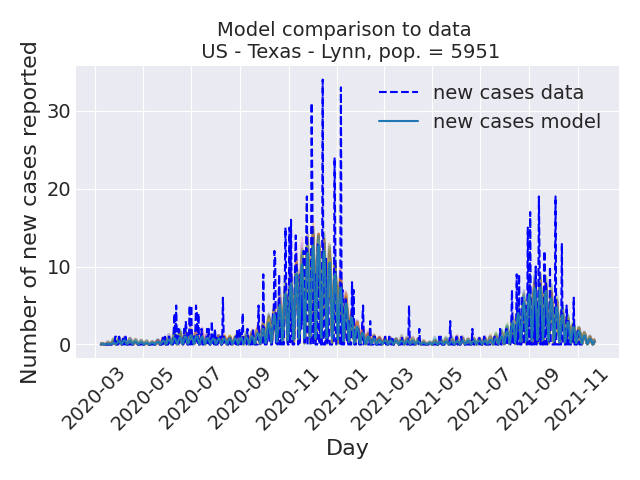 Model comparison to data
US - Texas - Lynn, pop. = 5951
Number of new cases reported
30
20
10
0
new cases data
new cases model
2020-03
2020-05
2020-07
2020-09
2020-11
2021-01
2021-03
2021-05
2021-07
2021-09
2021-11
Day